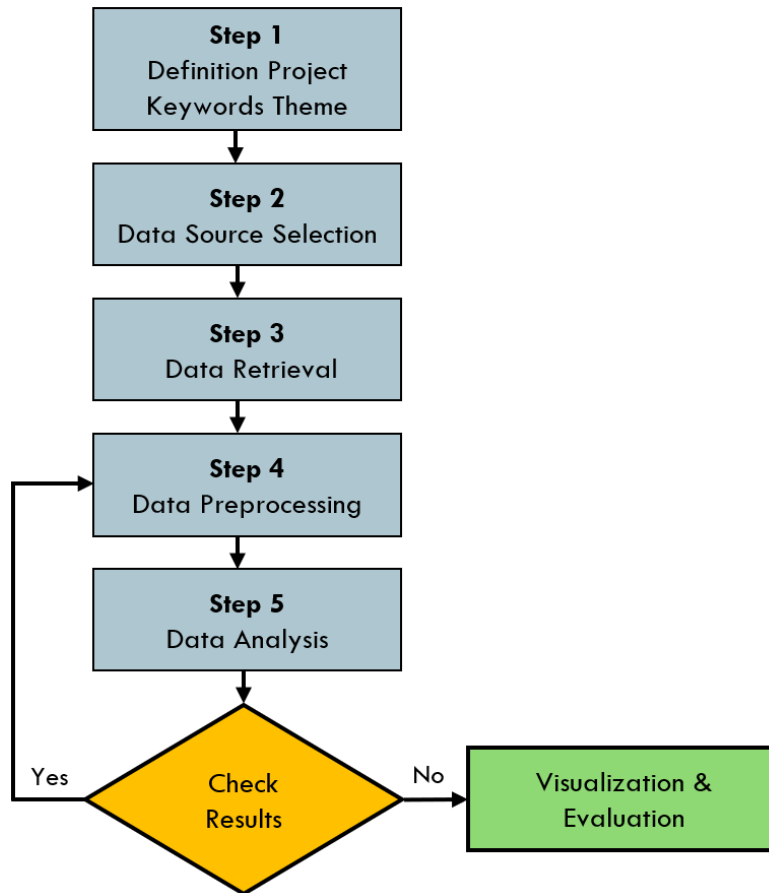 Step 1
Definition Project
Keywords Theme
Step 2
Data Source Selection
Step 3
Data Retrieval
Step 4
Data Preprocessing
Step 5
Data Analysis
Yes
Check
Results
No
Visualization &
Evaluation